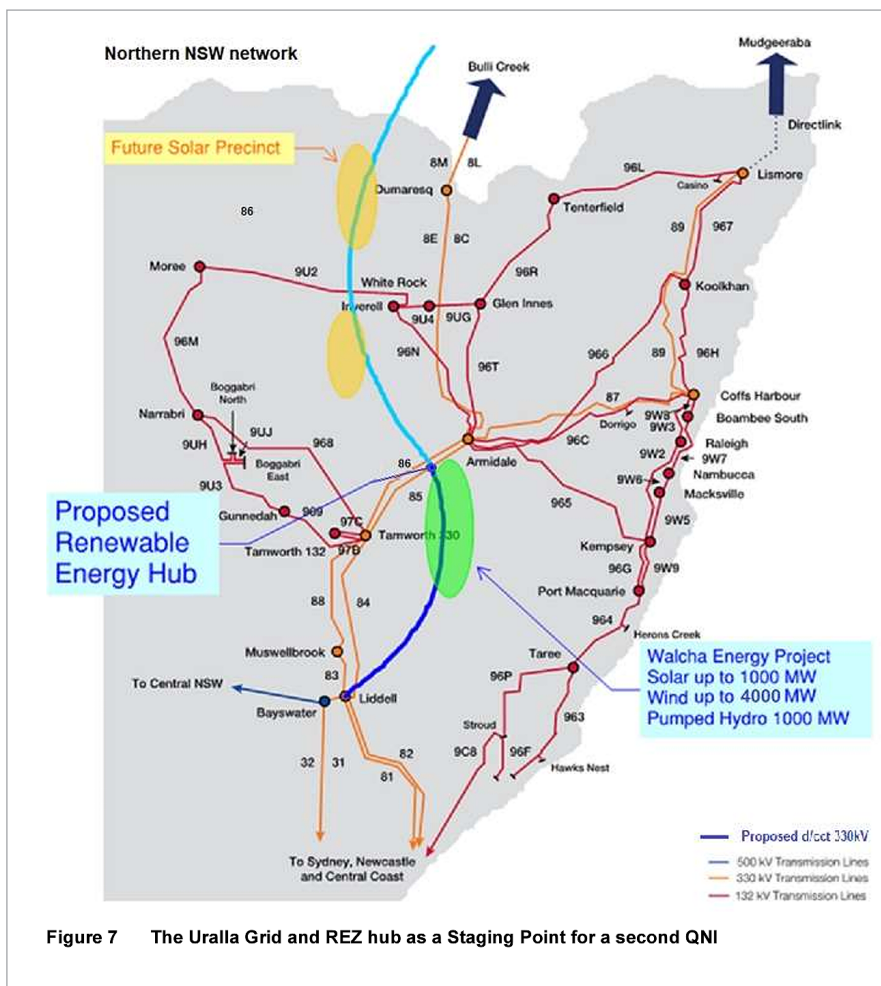 Northern NSW network
Mudgeeraba
Bulli Creek
Directlink
Future Solar Precinct
8M
8L
96L
Casino
Lismore
Dumaresq
Tenterfield
86
8E
8C
89
967
Moree
9U2
White Rock
96R
Koolkhan
Inverell
9U4
9UG
Glen Innes
96M
96N
96T
966
89
96H
Boggabri
North
87
Coffs Harbour
Narrabri
9UJ
968
Dorrigo
9W8
9W3
Boambee South
9UH
Boggabri
East
96C
9W2
Raleigh
9W7
86
Armidale
Nambucca
9U3
85
9W6
Macksville
965
Proposed
Renewable
Energy Hub
Gunnedah
969
97C
Tamworth 330
9W5
Tamworth 132
97B
Kempsey
96G
9W9
88
84
Port Macquarie
964
Herons Creek
Muswellbrook
Taree
Walcha Energy Project
Solar up to 1000 MW
Wind up to 4000 MW
Pumped Hydro 1000 MW
83
To Central NSW
96P
Liddell
Bayswater
963
Stroud
32
31
82
81
9C8
96F
Hawks Nest
To Sydney, Newcastle
and Central Coast
Proposed d/cct 330kV
500 kV Transmission Lines
330 kV Transmission Lines
132 kV Transmission Lines
Figure 7 The Uralla Grid and REZ hub as a Staging Point for a second QNI